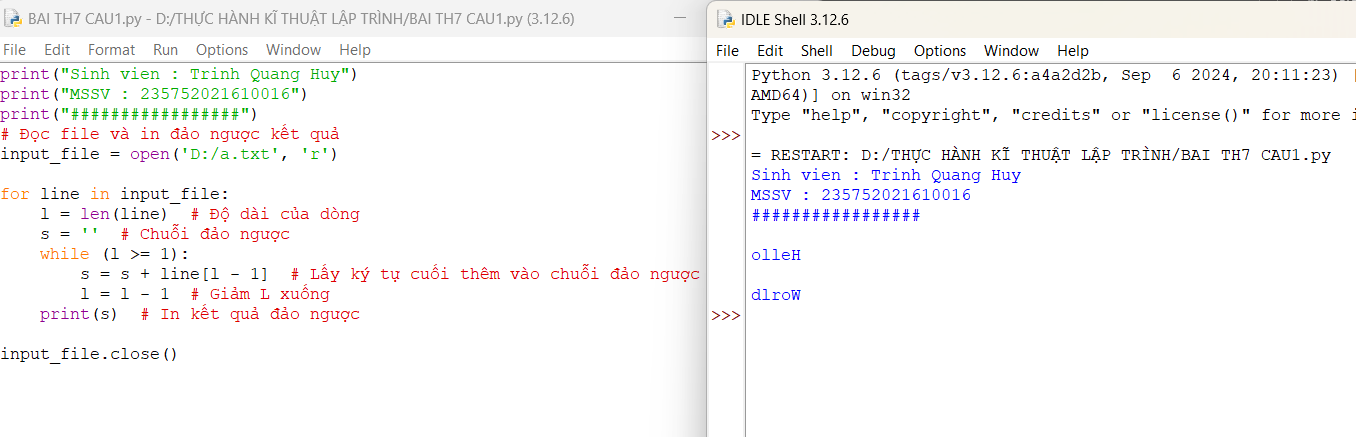 BAI TH7 CAU1.py - D:/THỰC HÀNH KĨ THUẬT LẬP TRÌNH/BAI TH7 CAU1.py (3.12.6)
File Edit Format Run Options Window Help
print("Sinh vien : Trinh Quang Huy")
print("MSSV : 235752021610016")
print("#################")
# Đọc file và in đảo ngược kết quả
input_file = open('D:/a.txt', 'r')
for line in input_file:
    l = len(line)  # Độ dài của dòng
    s = ''  # Chuỗi đảo ngược
    while (l >= 1):
        s = s + line[l - 1]  # Lấy ký tự cuối thêm vào chuỗi đảo ngược
        l = l - 1  # Giảm L xuống
    print(s)  # In kết quả đảo ngược
input_file.close()
IDLE Shell 3.12.6
File Edit Shell Debug Options Window Help
Python 3.12.6 (tags/v3.12.6:a4a2d2b, Sep  6 2024, 20:11:23) [
AMD64)] on win32
Type "help", "copyright", "credits" or "license()" for more i
>>>
= RESTART: D:/THỰC HÀNH KĨ THUẬT LẬP TRÌNH/BAI TH7 CAU1.py
Sinh vien : Trinh Quang Huy
MSSV : 235752021610016
#################
olleH
dlroW
>>>